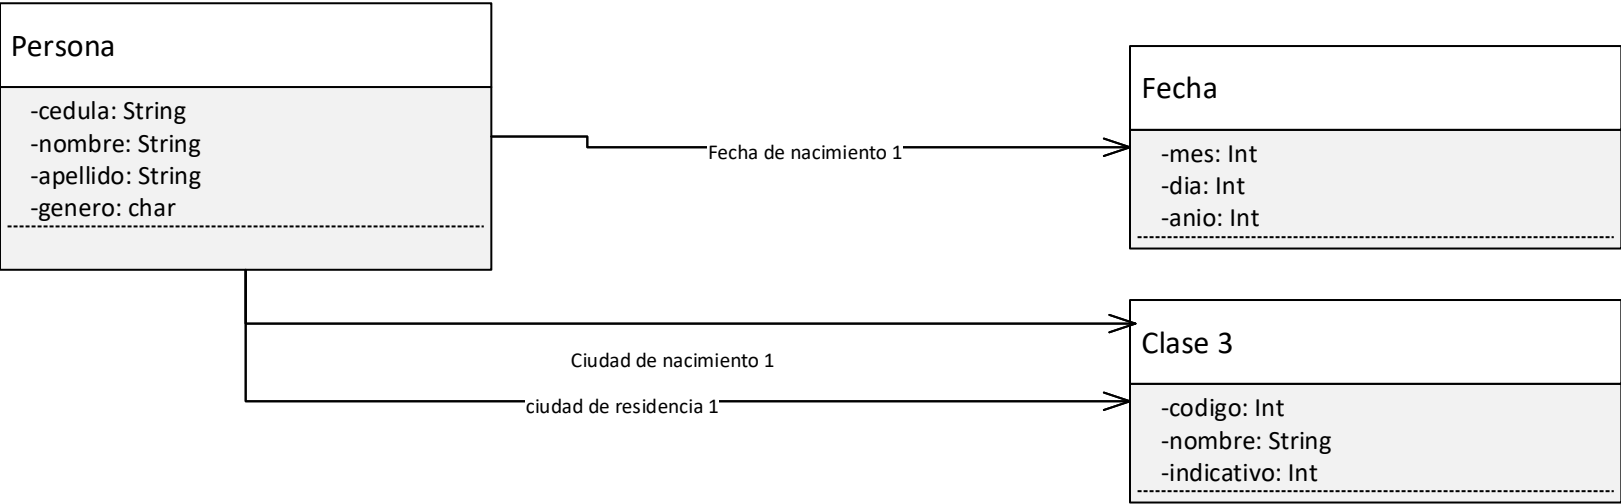 Persona
-cedula: String
-nombre: String
-apellido: String
-genero: char
Fecha de nacimiento 1
Fecha
-mes: Int
-dia: Int
-anio: Int
Ciudad de nacimiento 1
ciudad de residencia 1
Clase 3
-codigo: Int
-nombre: String
-indicativo: Int